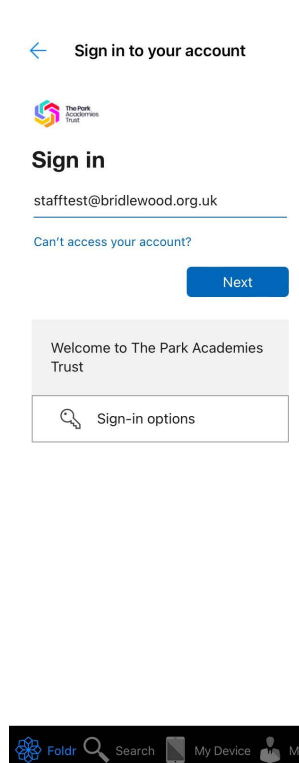 Sign in to your account
The Park
Academies
Trust
Sign in
stafftest@bridlewood.org.uk
Can't access your account?
Next
Welcome to The Park Academies
Trust
Sign-in options
Foldr Search My Device M